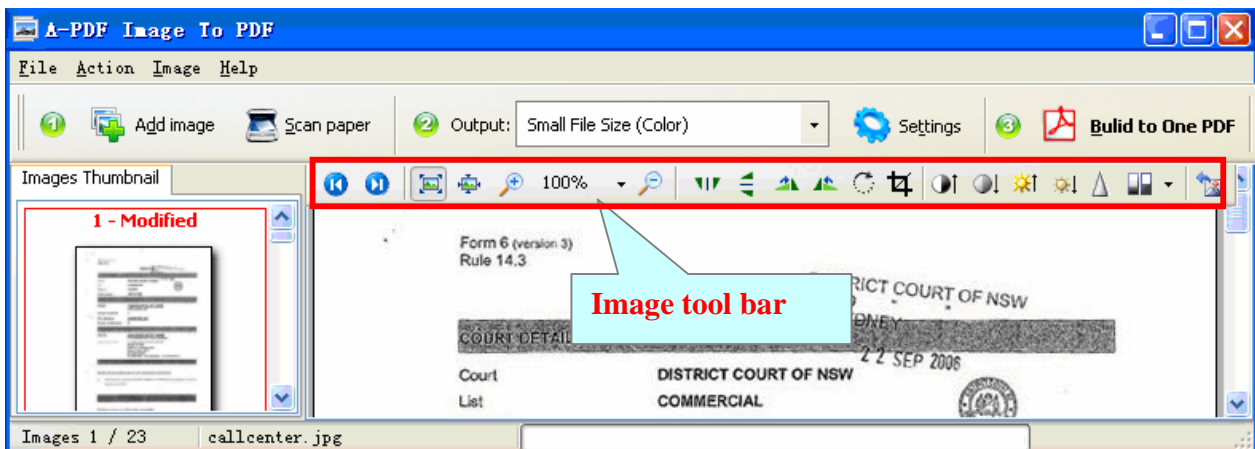 A-PDF Image To PDF
File Action Image Help
1 Add image Scan paper 2 Output: Small File Size (Color) Settings 3 Bulid to One PDF
Images Thumbnail
100%
1 - Modified
Form 6 (version 3)
Rule 14.3
Image tool bar
RICT COURT OF NSW
DNEY
22 SEP 2006
COURT DETAIL
Court DISTRICT COURT OF NSW
List COMMERCIAL
Images 1 / 23 callcenter.jpg